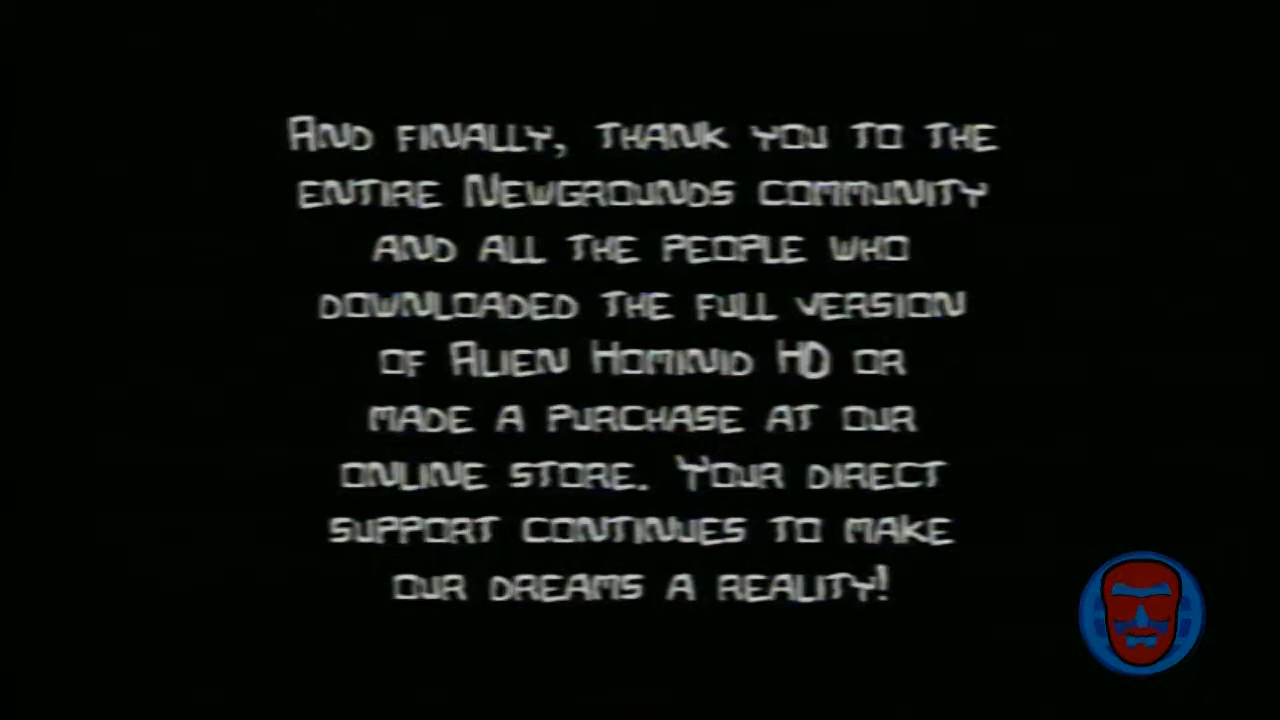 And finally, thank you to the
entire Newgrounds community
and all the people who
downloaded the full version
of Alien Hominid HD or
made a purchase at our
online store. Your direct
support continues to make
our dreams a reality!